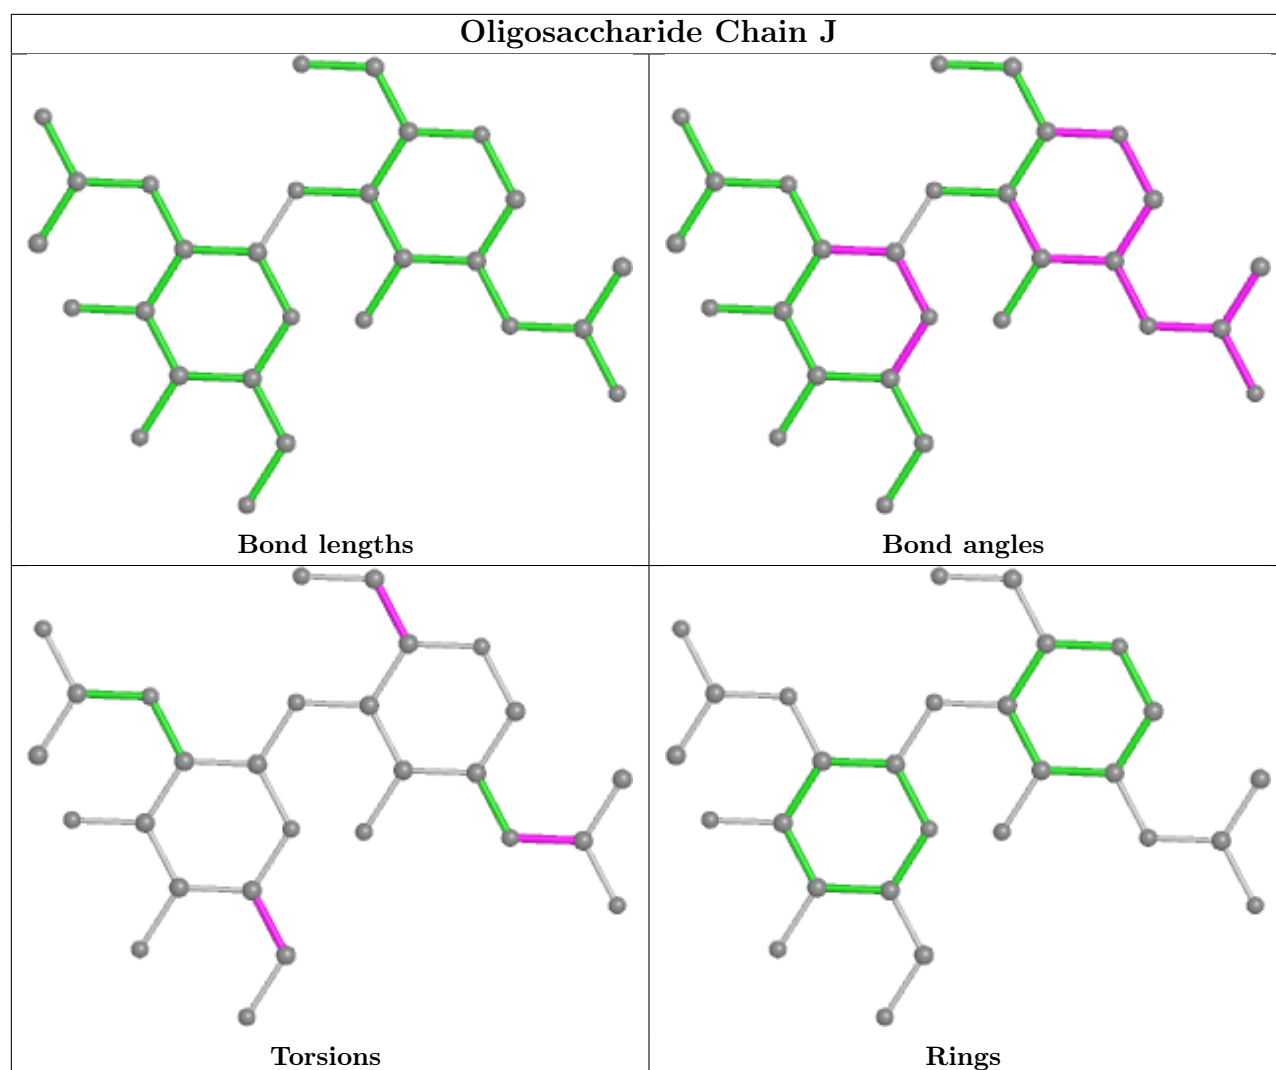 Oligosaccharide Chain J
Bond lengths
Bond angles
Torsions
Rings